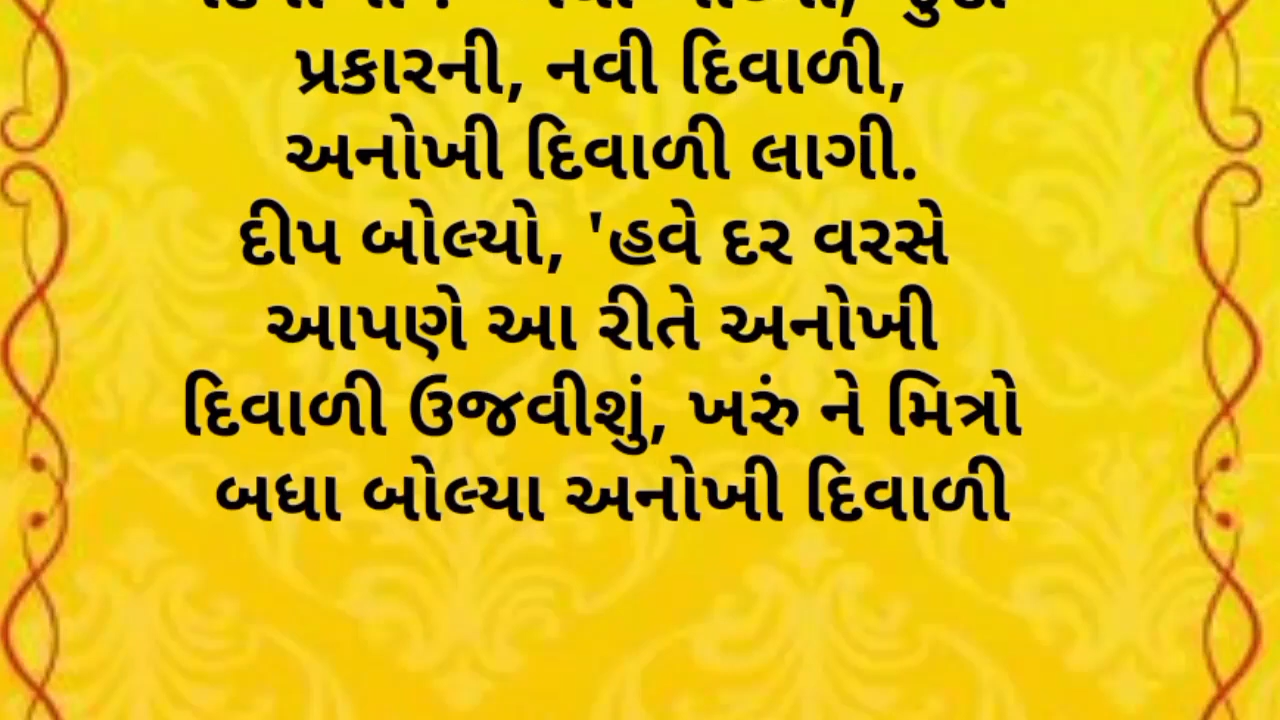 પ્રકારની, નવી દિવાળી,
અનોખી દિવાળી લાગી.
દીપ બોલ્યો, 'હવે દર વરસે
આપણે આ રીતે અનોખી
દિવાળી ઉજવીશું, ખરું ને મિત્રો
બધા બોલ્યા અનોખી દિવાળી